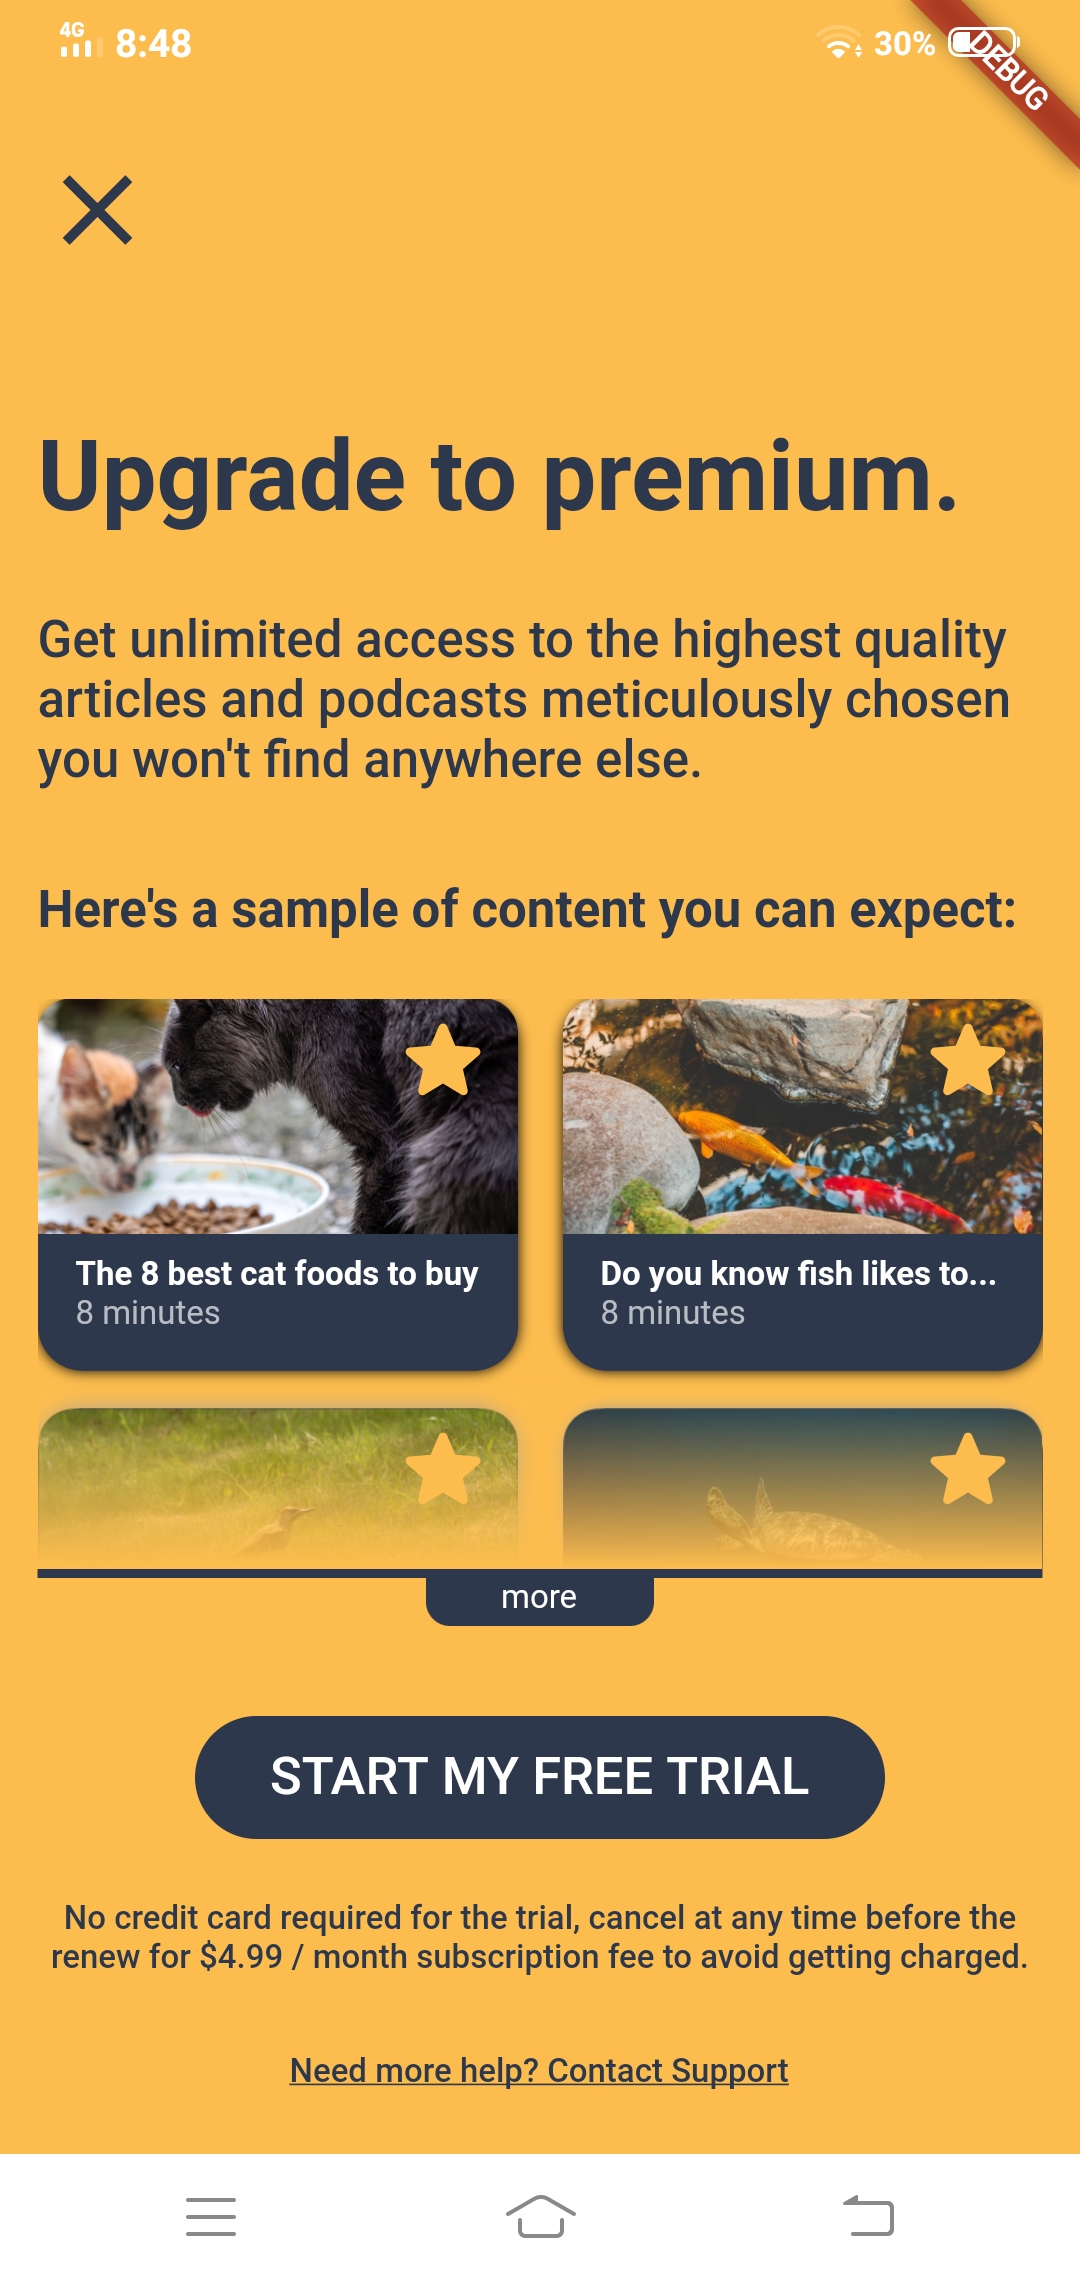 4G 8:48 30%
DEBUG
Upgrade to premium.
Get unlimited access to the highest quality
articles and podcasts meticulously chosen
you won't find anywhere else.
Here's a sample of content you can expect:
The 8 best cat foods to buy
8 minutes
Do you know fish likes to...
8 minutes
more
START MY FREE TRIAL
No credit card required for the trial, cancel at any time before the
renew for $4.99 / month subscription fee to avoid getting charged.
Need more help? Contact Support